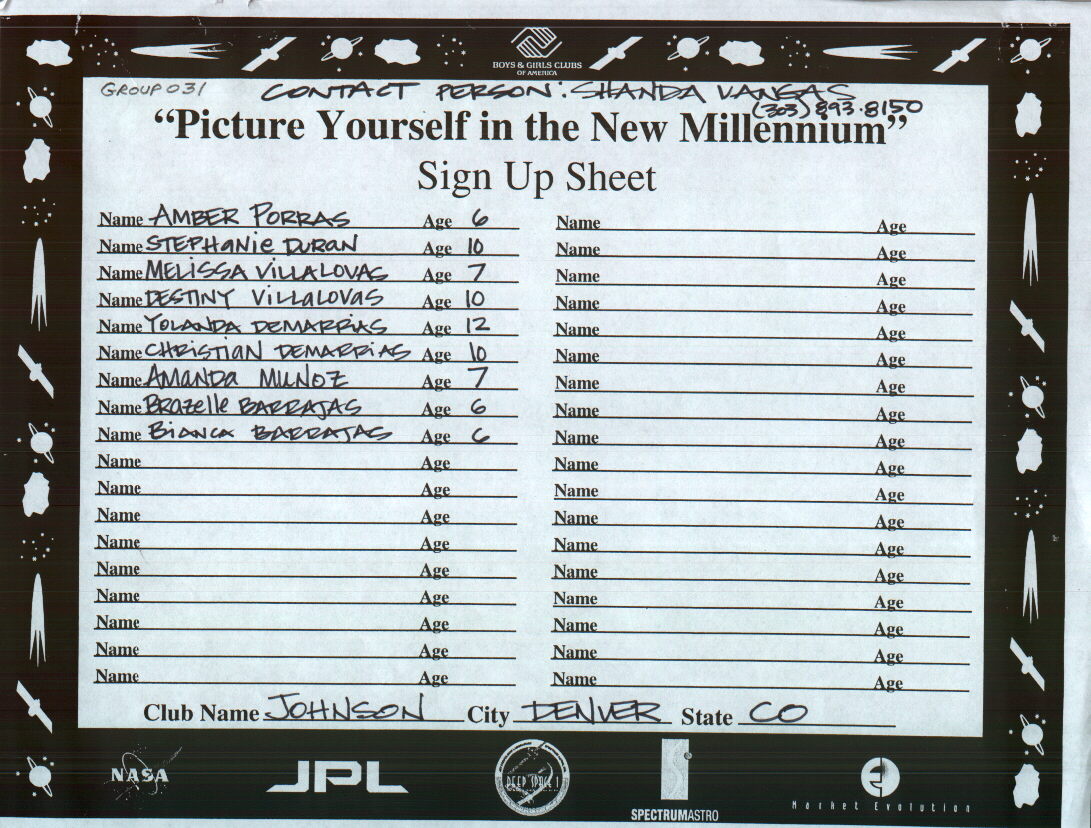 BOYS & GIRLS CLUBS
OF AMERICA
GROUP 031 CONTACT PERSON: SHANDA VANGAS
(303) 893-8150
“Picture Yourself in the New Millennium”
Sign Up Sheet
Name AMBER PORRAS Age 6 Name Age
Name STEPHANIE DURAN Age 10 Name Age
Name MELISSA VILLALOVAS Age 7 Name Age
Name DESTINY VILLALOVAS Age 10 Name Age
Name YOLANDA DEMARRIAS Age 12 Name Age
Name CHRISTIAN DEMARRIAS Age 10 Name Age
Name AMANDA MUNOZ Age 7 Name Age
Name BRAZELLE BARRAJAS Age 6 Name Age
Name BIANCA BARRAJAS Age 6 Name Age
Name Age Name Age
Name Age Name Age
Name Age Name Age
Name Age Name Age
Name Age Name Age
Name Age Name Age
Name Age Name Age
Name Age Name Age
Name Age Name Age
Club Name JOHNSON City DENVER State CO
NASA JPL DEEP SPACE 1 SPECTRUMASTRO Market Evolution